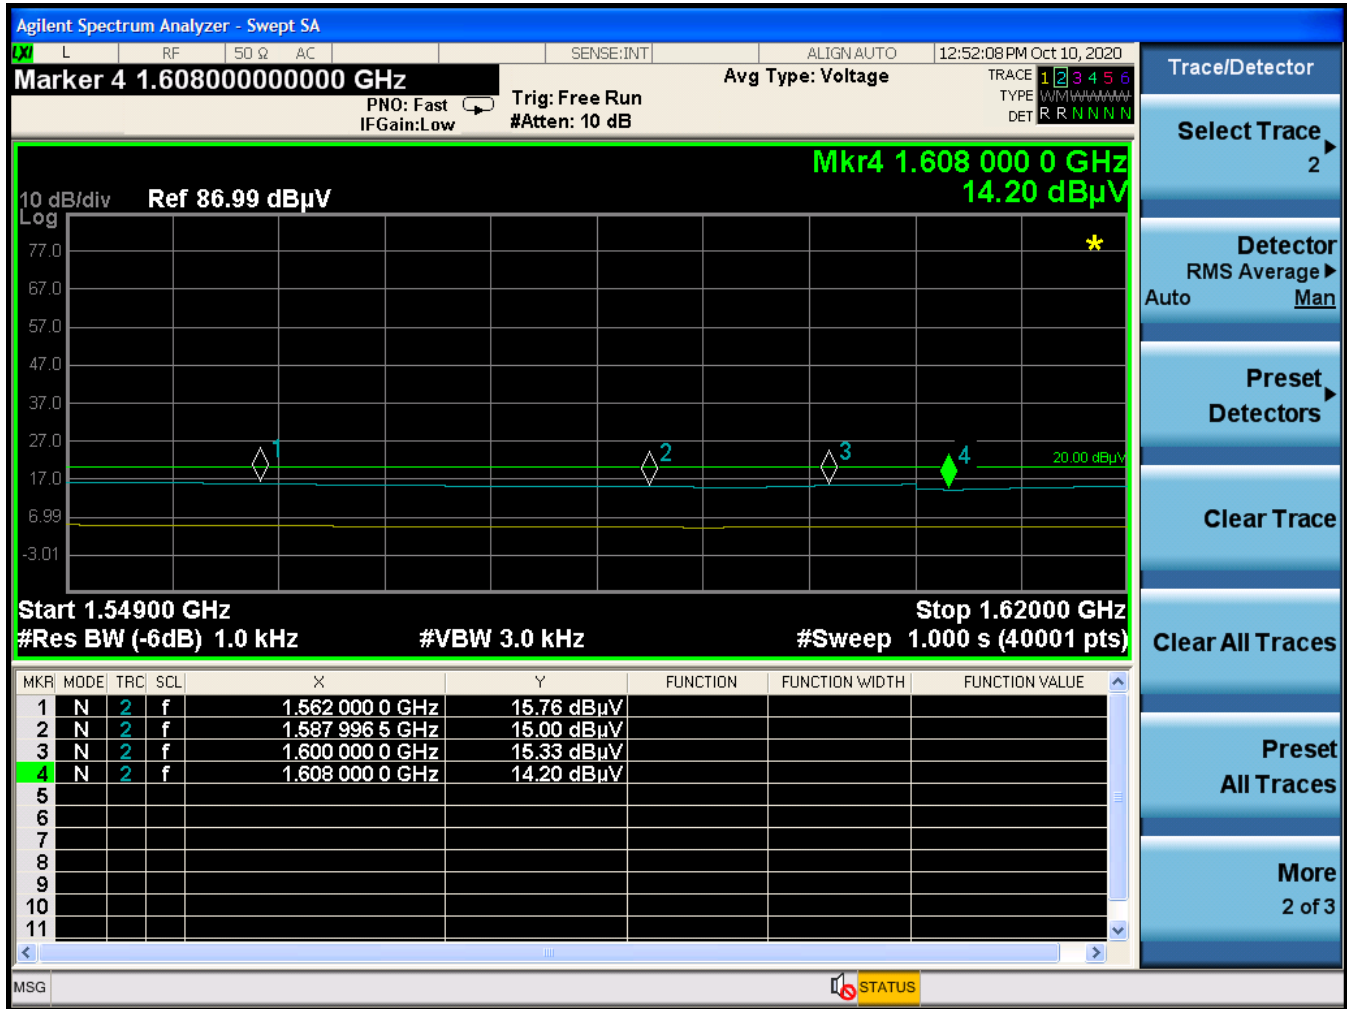 Agilent Spectrum Analyzer - Swept SA
LXI L RF 50 Ω AC SENSE:INT ALIGN AUTO 12:52:08 PM Oct 10, 2020
Marker 4 1.608000000000 GHz
PNO: Fast
IFGain:Low
Trig: Free Run
#Atten: 10 dB
Avg Type: Voltage
TRACE 1 2 3 4 5 6
TYPE
DET R R N N N N
Mkr4 1.608 000 0 GHz
14.20 dBµV
10 dB/div Ref 86.99 dBµV
Log
77.0
67.0
57.0
47.0
37.0
27.0
17.0
6.99
-3.01
*
1
2
3
4
20.00 dBµV
Start 1.54900 GHz Stop 1.62000 GHz
#Res BW (-6dB) 1.0 kHz #VBW 3.0 kHz #Sweep 1.000 s (40001 pts)
MKR MODE TRC SCL X Y FUNCTION FUNCTION WIDTH FUNCTION VALUE
1 N 2 f 1.562 000 0 GHz 15.76 dBµV
2 N 2 f 1.587 996 5 GHz 15.00 dBµV
3 N 2 f 1.600 000 0 GHz 15.33 dBµV
4 N 2 f 1.608 000 0 GHz 14.20 dBµV
5
6
7
8
9
10
11
MSG STATUS
Trace/Detector
Select Trace
2
Detector
RMS Average
Auto Man
Preset
Detectors
Clear Trace
Clear All Traces
Preset
All Traces
More
2 of 3